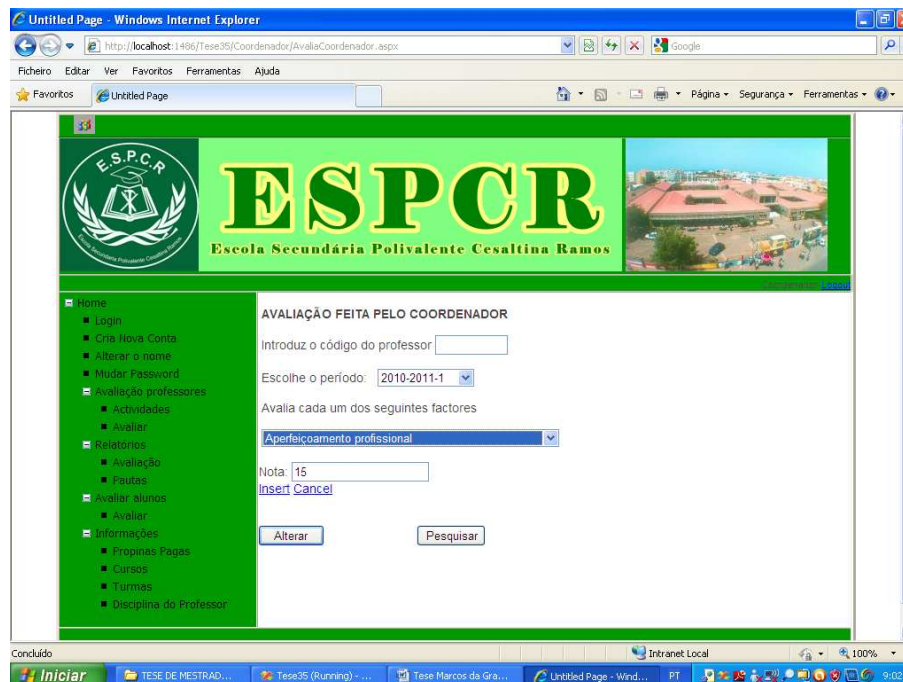 Untitled Page - Windows Internet Explorer
http://localhost:1486/Tese35/Coordenador/AvaliaCoordenador.aspx
Google
Ficheiro Editar Ver Favoritos Ferramentas Ajuda
Favoritos Untitled Page Página Segurança Ferramentas
E.S.P.C.R
ESPCR
Escola Secundária Polivalente Cesaltina Ramos
Coordenador Logout
Home
Login
Cria Nova Conta
Alterar o nome
Mudar Password
Avaliação professores
Actividades
Avaliar
Relatórios
Avaliação
Pautas
Avaliar alunos
Avaliar
Informações
Propinas Pagas
Cursos
Turmas
Disciplina do Professor
AVALIAÇÃO FEITA PELO COORDENADOR
Introduz o código do professor
Escolhe o período: 2010-2011-1
Avalia cada um dos seguintes factores
Aperfeiçoamento profissional
Nota: 15
Insert Cancel
Alterar Pesquisar
Concluído Intranet Local 100%
Iniciar TESE DE MESTRAD... Tese35 (Running) - ... Tese Marcos da Gra... Untitled Page - Wind... PT 9:02